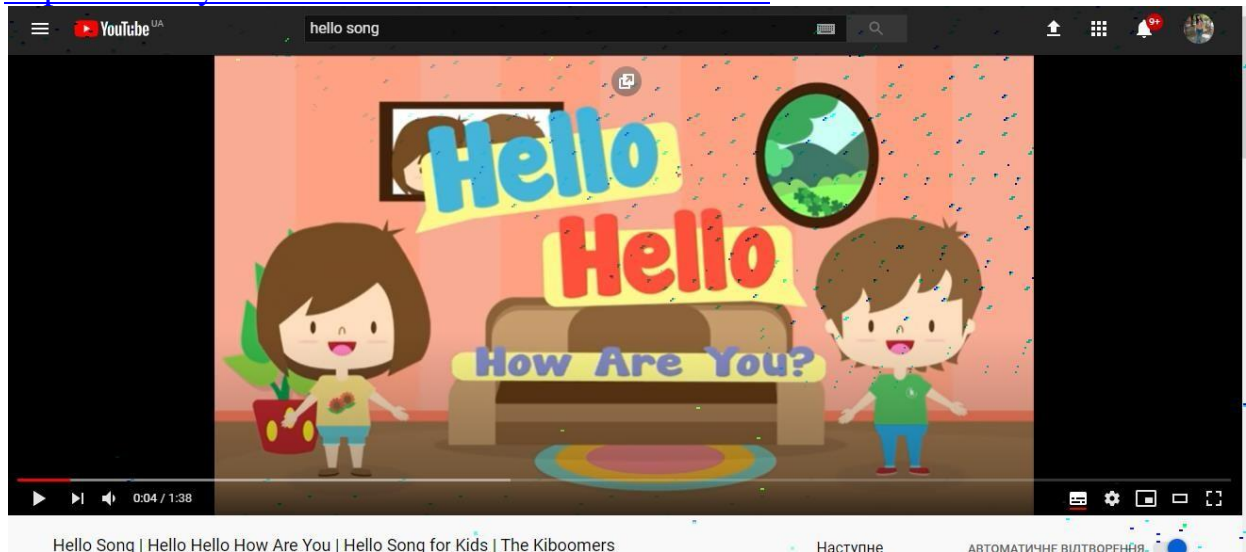 YouTube UA
hello song
9+
Hello
Hello
How Are You?
0:04 / 1:38
Hello Song | Hello Hello How Are You | Hello Song for Kids | The Kiboomers
Наступне
АВТОМАТИЧНЕ ВІДТВОРЕННЯ